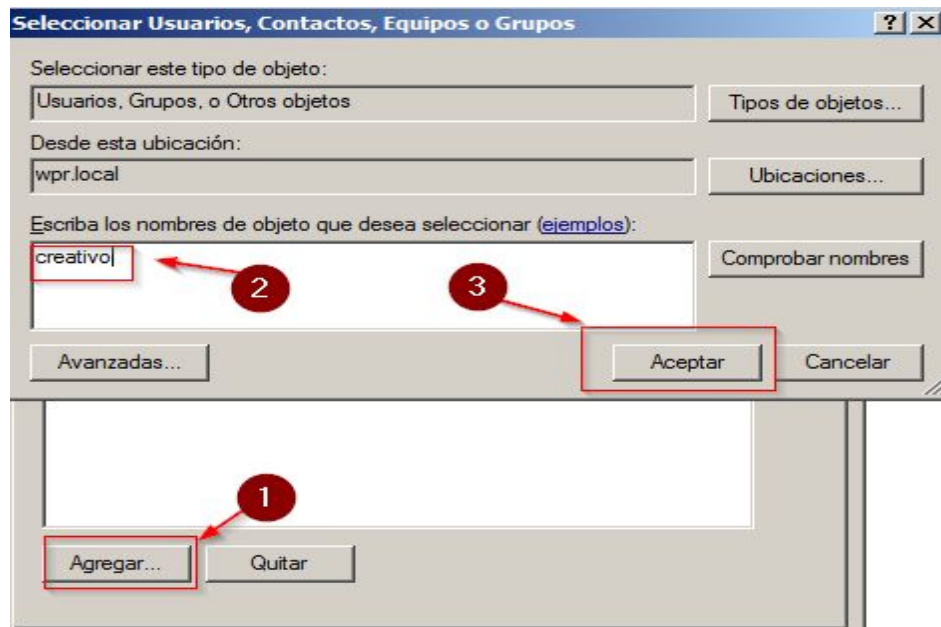 Seleccionar Usuarios, Contactos, Equipos o Grupos
Seleccionar este tipo de objeto:
Usuarios, Grupos, o Otros objetos
Tipos de objetos...
Desde esta ubicación:
wpr.local
Ubicaciones...
Escriba los nombres de objeto que desea seleccionar (ejemplos):
creativo
Comprobar nombres
2
3
Avanzadas...
Aceptar
Cancelar
1
Agregar...
Quitar